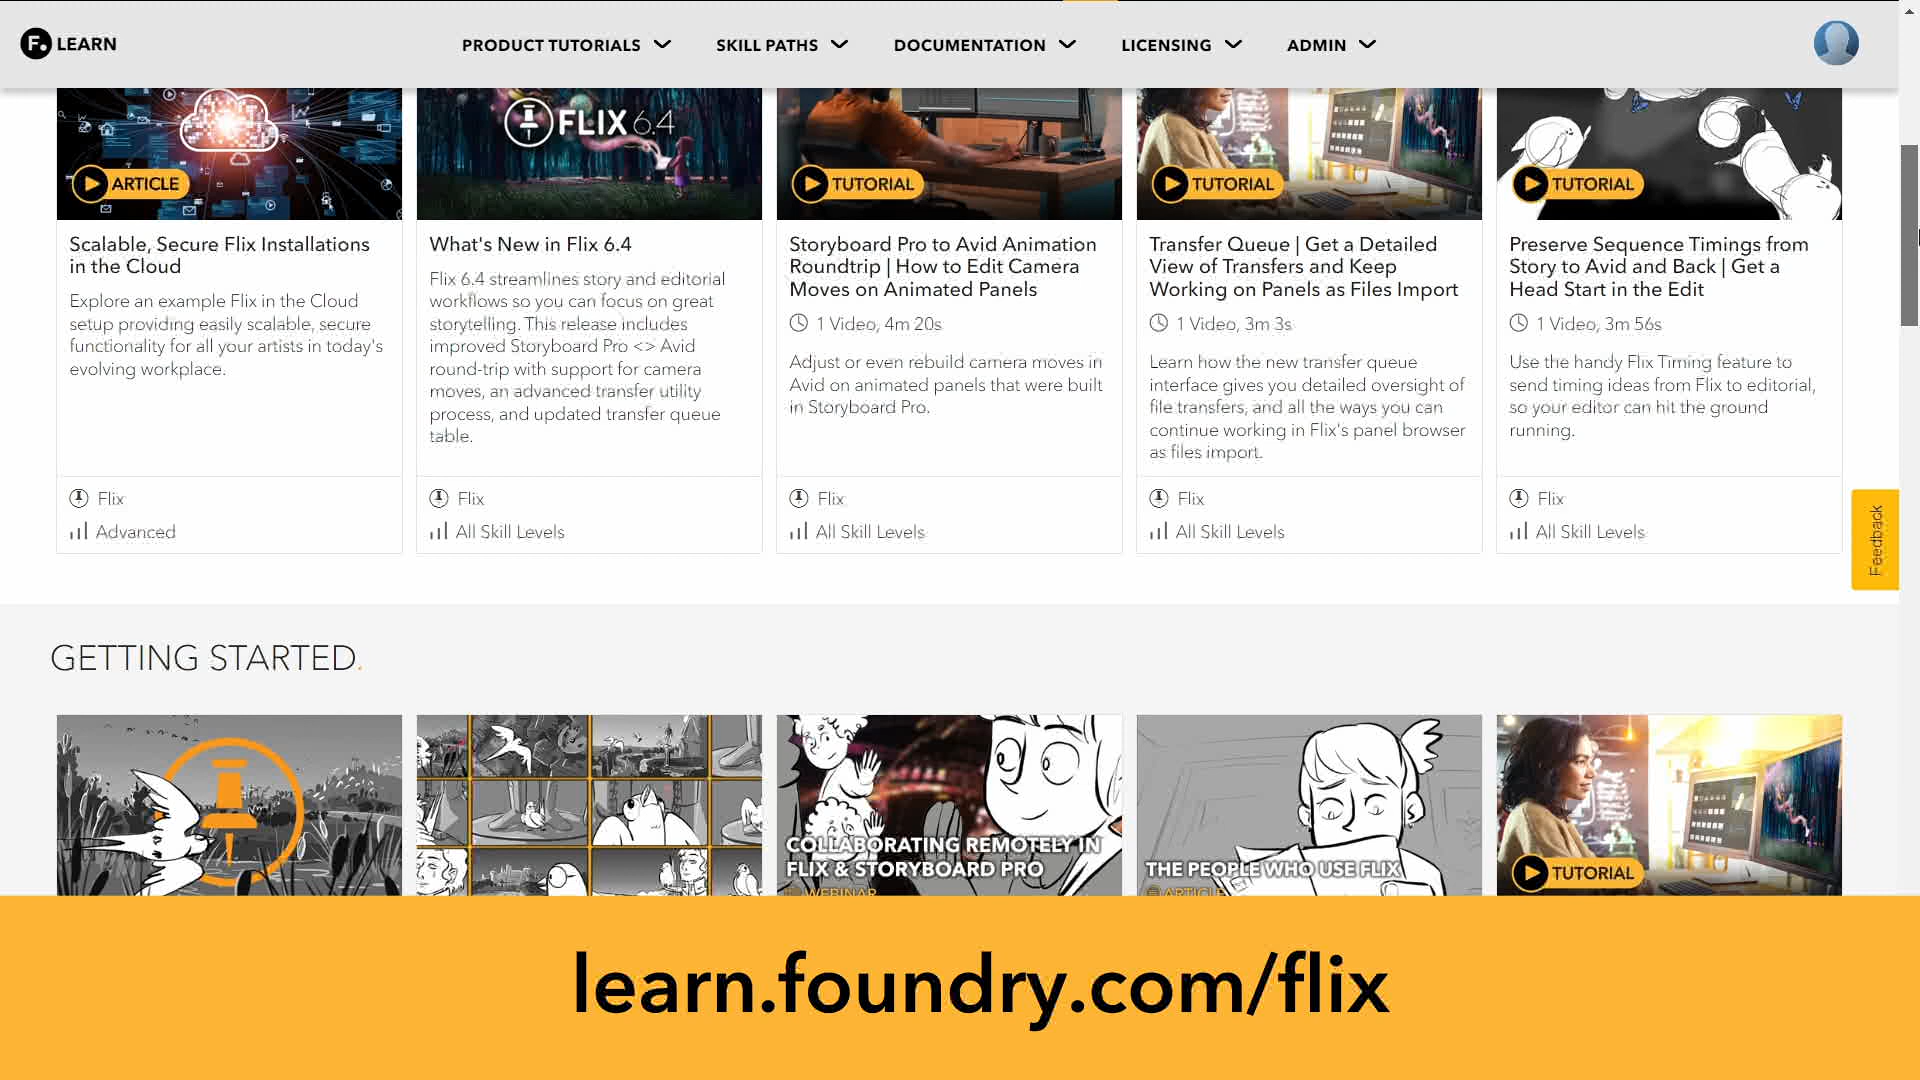 F. LEARN
PRODUCT TUTORIALS
SKILL PATHS
DOCUMENTATION
LICENSING
ADMIN
ARTICLE
FLIX 6.4
TUTORIAL
TUTORIAL
TUTORIAL
Scalable, Secure Flix Installations
in the Cloud
Explore an example Flix in the Cloud
setup providing easily scalable, secure
functionality for all your artists in today's
evolving workplace.
Flix
Advanced
What's New in Flix 6.4
Flix 6.4 streamlines story and editorial
workflows so you can focus on great
storytelling. This release includes
improved Storyboard Pro <> Avid
round-trip with support for camera
moves, an advanced transfer utility
process, and updated transfer queue
table.
Flix
All Skill Levels
Storyboard Pro to Avid Animation
Roundtrip | How to Edit Camera
Moves on Animated Panels
1 Video, 4m 20s
Adjust or even rebuild camera moves in
Avid on animated panels that were built
in Storyboard Pro.
Flix
All Skill Levels
Transfer Queue | Get a Detailed
View of Transfers and Keep
Working on Panels as Files Import
1 Video, 3m 3s
Learn how the new transfer queue
interface gives you detailed oversight of
file transfers, and all the ways you can
continue working in Flix's panel browser
as files import.
Flix
All Skill Levels
Preserve Sequence Timings from
Story to Avid and Back | Get a
Head Start in the Edit
1 Video, 3m 56s
Use the handy Flix Timing feature to
send timing ideas from Flix to editorial,
so your editor can hit the ground
running.
Flix
All Skill Levels
Feedback
GETTING STARTED.
COLLABORATING REMOTELY IN
FLIX & STORYBOARD PRO
WEBINAR
THE PEOPLE WHO USE FLIX
ARTICLE
TUTORIAL
learn.foundry.com/flix